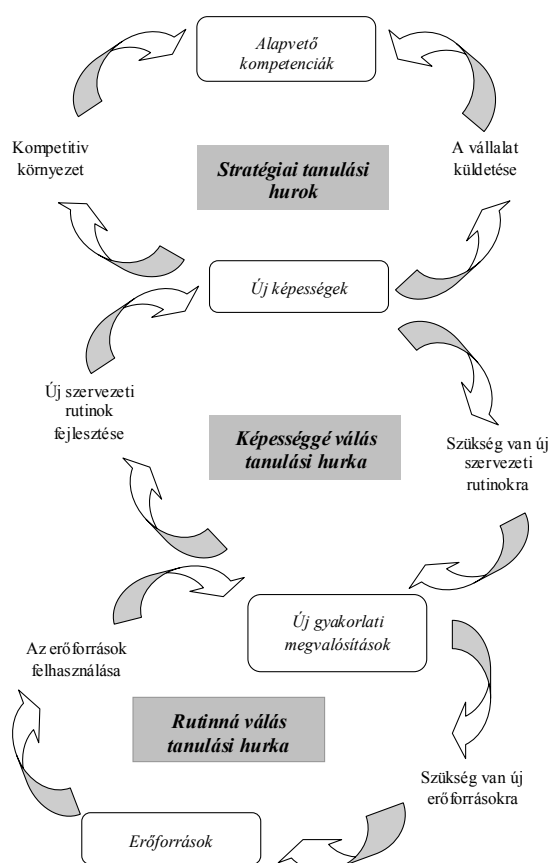 Alapvető
kompetenciák
Kompetitiv
környezet
A vállalat
küldetése
Stratégiai tanulási
hurok
Új képességek
Új szervezeti
rutinok
fejlesztése
Képességgé válás
tanulási hurka
Szükség van új
szervezeti
rutinokra
Új gyakorlati
megvalósítások
Az erőforrások
felhasználása
Rutinná válás
tanulási hurka
Szükség van új
erőforrásokra
Erőforrások